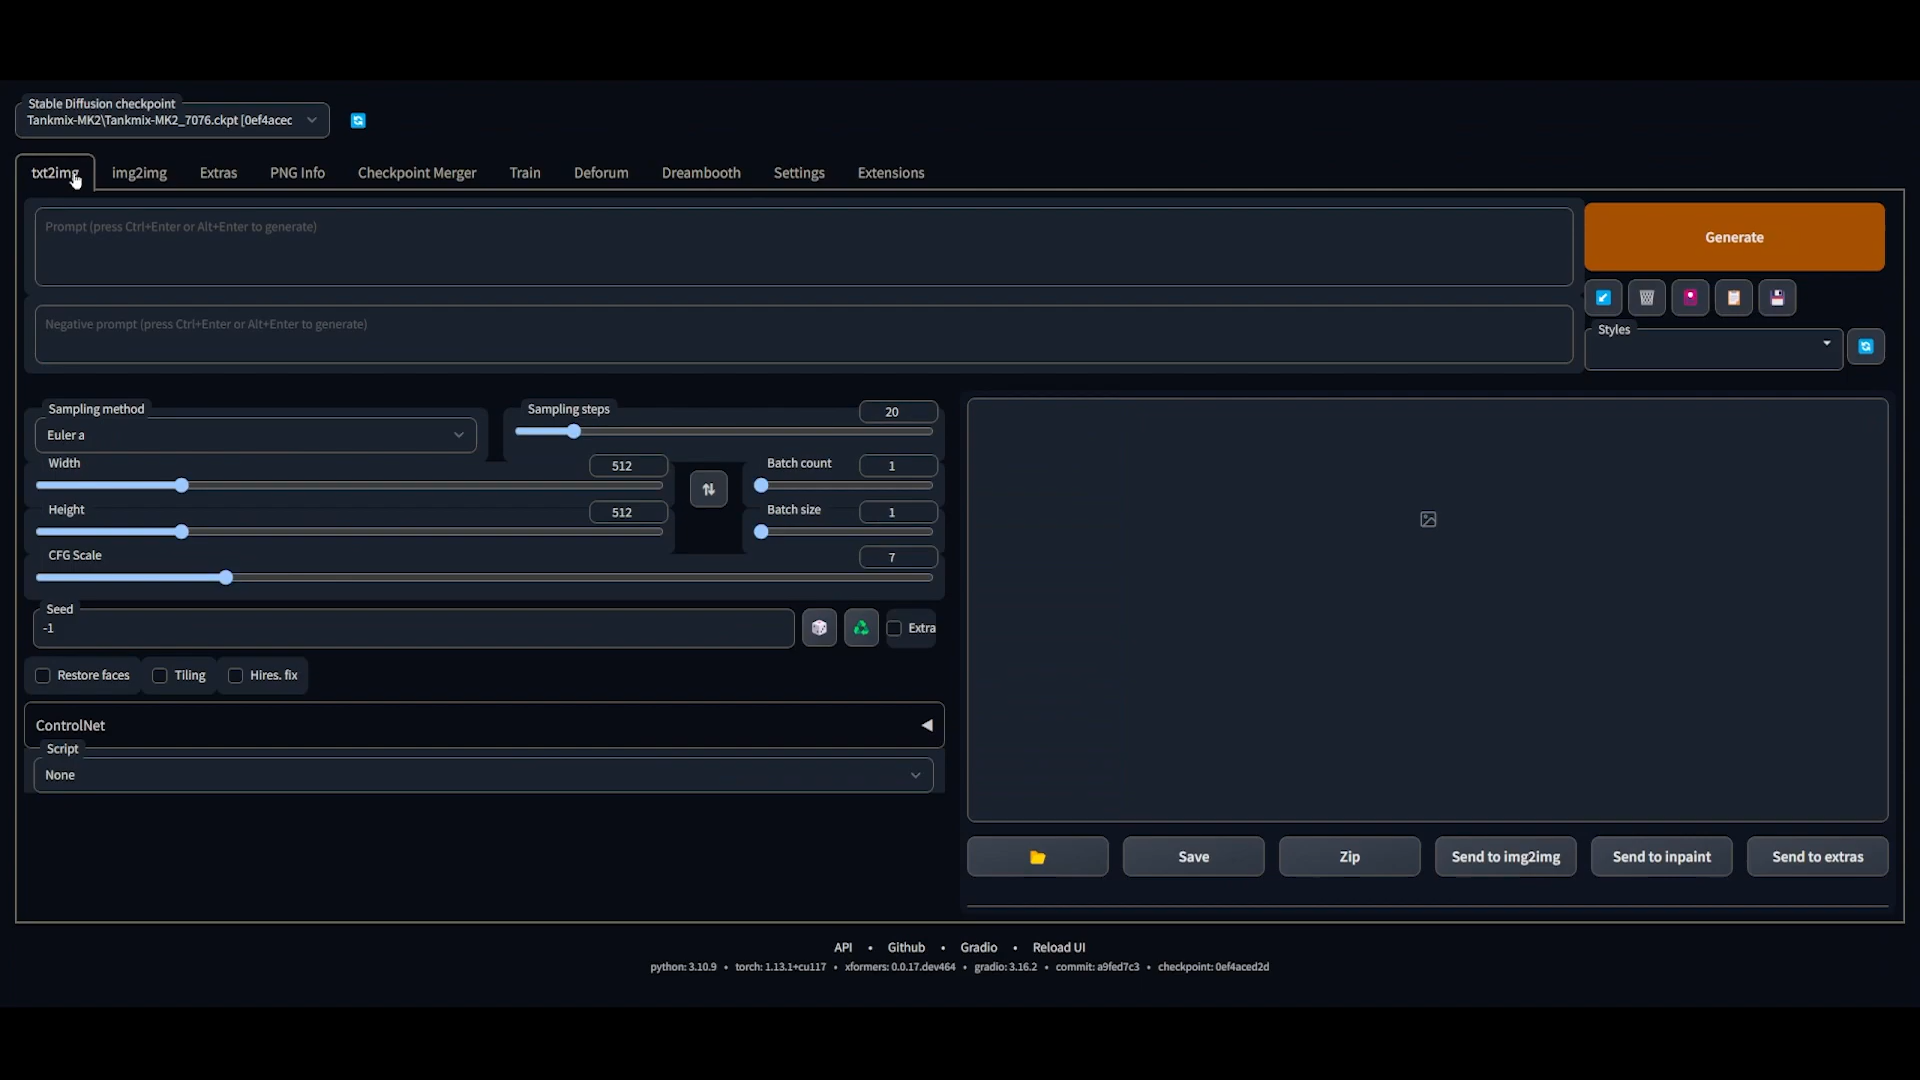 Stable Diffusion checkpoint
Tankmix-MK2\Tankmix-MK2_7076.ckpt [0ef4acec
txt2img img2img Extras PNG Info Checkpoint Merger Train Deforum Dreambooth Settings Extensions
Prompt (press Ctrl+Enter or Alt+Enter to generate)
Generate
Negative prompt (press Ctrl+Enter or Alt+Enter to generate)
Styles
Sampling method
Euler a
Sampling steps
20
Width
512
Batch count
1
Height
512
Batch size
1
CFG Scale
7
Seed
-1
Extra
Restore faces Tiling Hires. fix
ControlNet
Script
None
Save Zip Send to img2img Send to inpaint Send to extras
API • Github • Gradio • Reload UI
python: 3.10.9 • torch: 1.13.1+cu117 • xformers: 0.0.17.dev464 • gradio: 3.16.2 • commit: a9fed7c3 • checkpoint: 0ef4aced2d